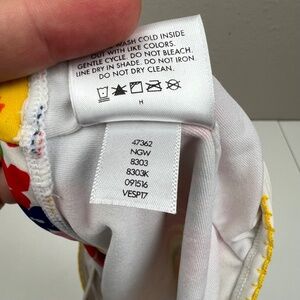 WASH COLD INSIDE
OUT WITH LIKE COLORS.
GENTLE CYCLE. DO NOT BLEACH.
LINE DRY IN SHADE. DO NOT IRON.
DO NOT DRY CLEAN.
H
47362
NGW
8303
8303K
091516
VESP17